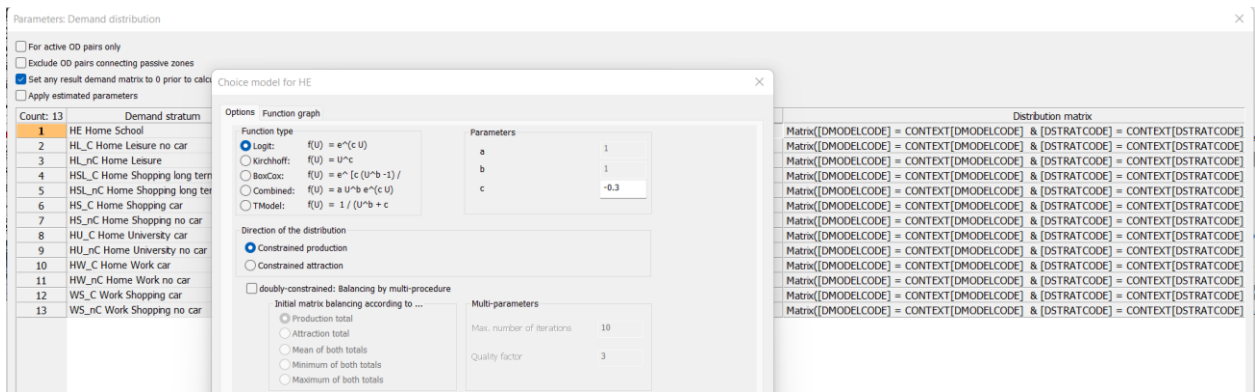 Parameters: Demand distribution
For active OD pairs only
Exclude OD pairs connecting passive zones
Set any result demand matrix to 0 prior to calcu
Apply estimated parameters
Count: 13 Demand stratum Distribution matrix
1 HE Home School Matrix([DMODELCODE] = CONTEXT[DMODELCODE] & [DSTRATCODE] = CONTEXT[DSTRATCODE]
2 HL_C Home Leisure no car Matrix([DMODELCODE] = CONTEXT[DMODELCODE] & [DSTRATCODE] = CONTEXT[DSTRATCODE]
3 HL_nC Home Leisure Matrix([DMODELCODE] = CONTEXT[DMODELCODE] & [DSTRATCODE] = CONTEXT[DSTRATCODE]
4 HSL_C Home Shopping long tern Matrix([DMODELCODE] = CONTEXT[DMODELCODE] & [DSTRATCODE] = CONTEXT[DSTRATCODE]
5 HSL_nC Home Shopping long ter Matrix([DMODELCODE] = CONTEXT[DMODELCODE] & [DSTRATCODE] = CONTEXT[DSTRATCODE]
6 HS_C Home Shopping car Matrix([DMODELCODE] = CONTEXT[DMODELCODE] & [DSTRATCODE] = CONTEXT[DSTRATCODE]
7 HS_nC Home Shopping no car Matrix([DMODELCODE] = CONTEXT[DMODELCODE] & [DSTRATCODE] = CONTEXT[DSTRATCODE]
8 HU_C Home University car Matrix([DMODELCODE] = CONTEXT[DMODELCODE] & [DSTRATCODE] = CONTEXT[DSTRATCODE]
9 HU_nC Home University no car Matrix([DMODELCODE] = CONTEXT[DMODELCODE] & [DSTRATCODE] = CONTEXT[DSTRATCODE]
10 HW_C Home Work car Matrix([DMODELCODE] = CONTEXT[DMODELCODE] & [DSTRATCODE] = CONTEXT[DSTRATCODE]
11 HW_nC Home Work no car Matrix([DMODELCODE] = CONTEXT[DMODELCODE] & [DSTRATCODE] = CONTEXT[DSTRATCODE]
12 WS_C Work Shopping car Matrix([DMODELCODE] = CONTEXT[DMODELCODE] & [DSTRATCODE] = CONTEXT[DSTRATCODE]
13 WS_nC Work Shopping no car Matrix([DMODELCODE] = CONTEXT[DMODELCODE] & [DSTRATCODE] = CONTEXT[DSTRATCODE]
Choice model for HE
Options Function graph
Function type
Logit: f(U) = e^(c U)
Kirchhoff: f(U) = U^c
BoxCox: f(U) = e^ [c (U^b -1) /
Combined: f(U) = a U^b e^(c U)
TModel: f(U) = 1 / (U^b + c
Parameters
a 1
b 1
c -0.3
Direction of the distribution
Constrained production
Constrained attraction
doubly-constrained: Balancing by multi-procedure
Initial matrix balancing according to ...
Production total
Attraction total
Mean of both totals
Minimum of both totals
Maximum of both totals
Multi-parameters
Max. number of iterations 10
Quality factor 3